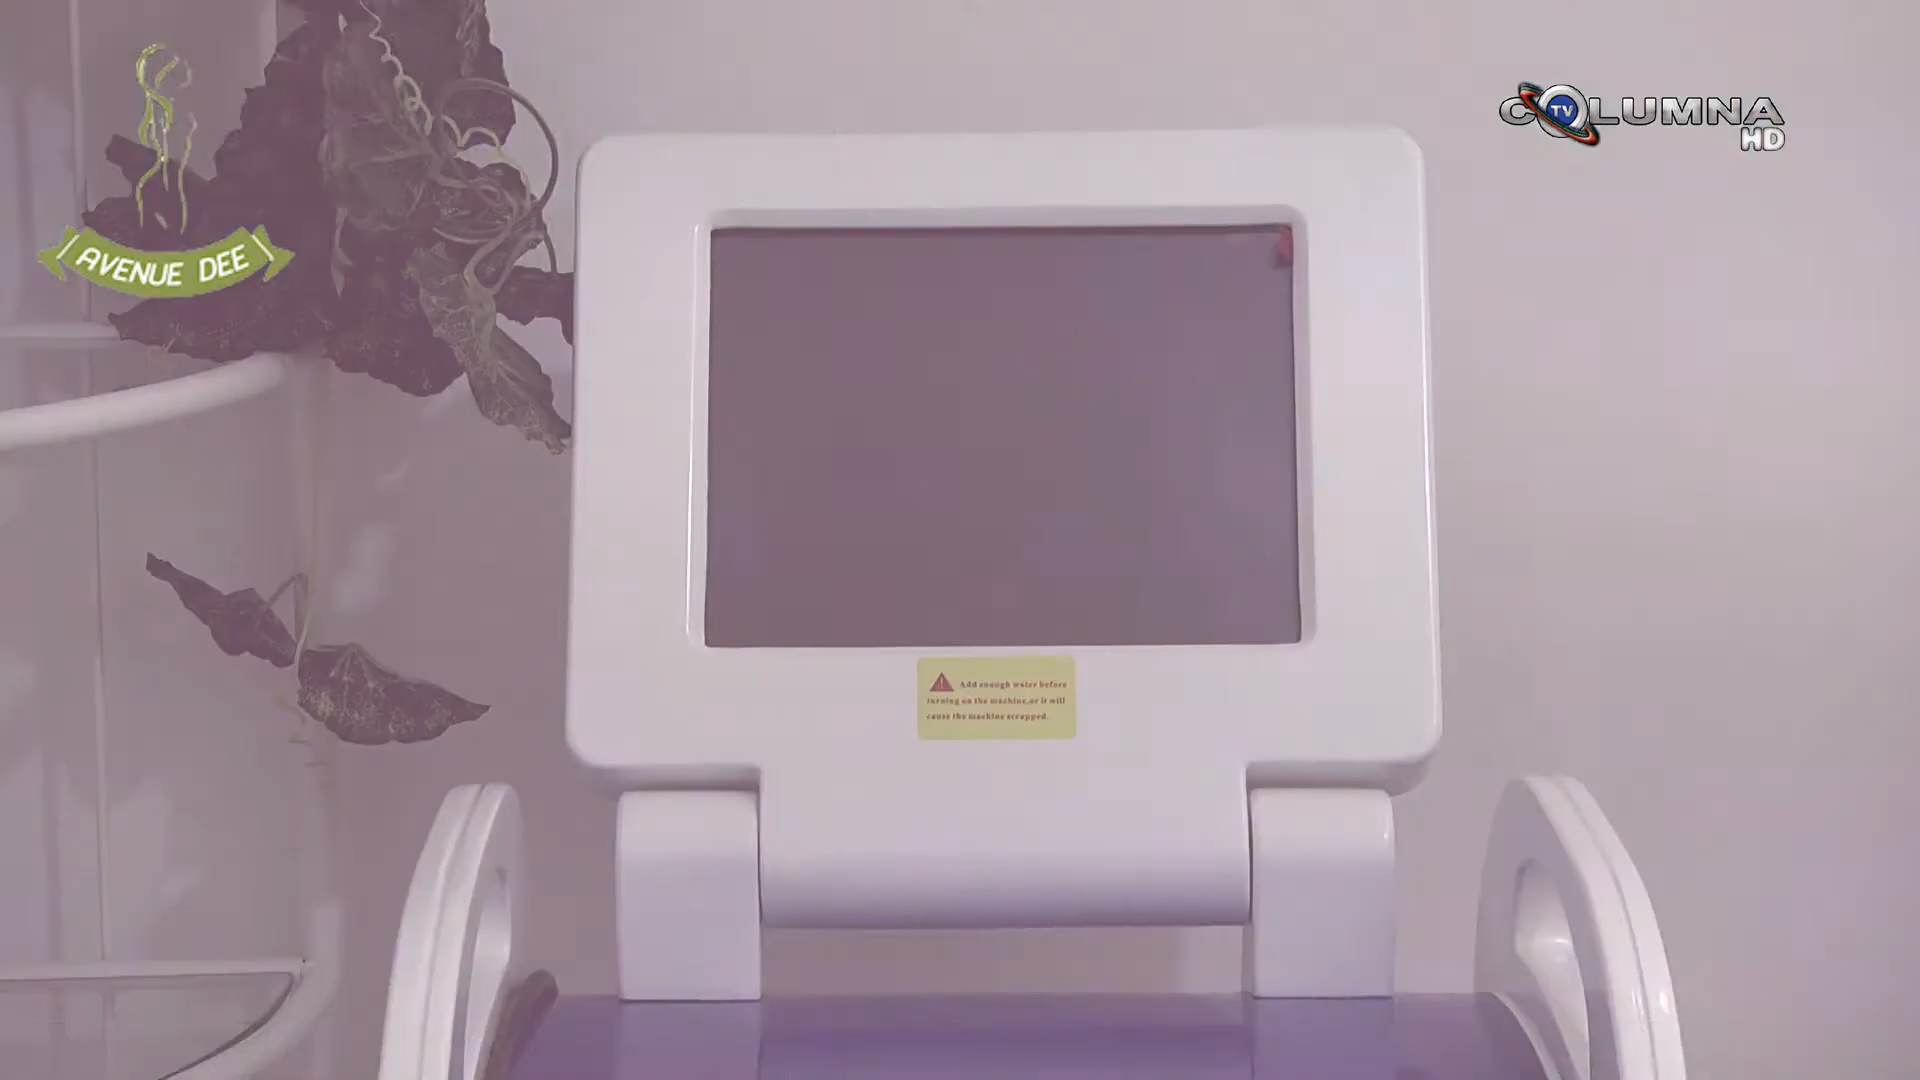 AVENUE DEE
COLUMNA
TV
HD
Add enough water before
turning on the machine,or it will
cause the machine scrapped.